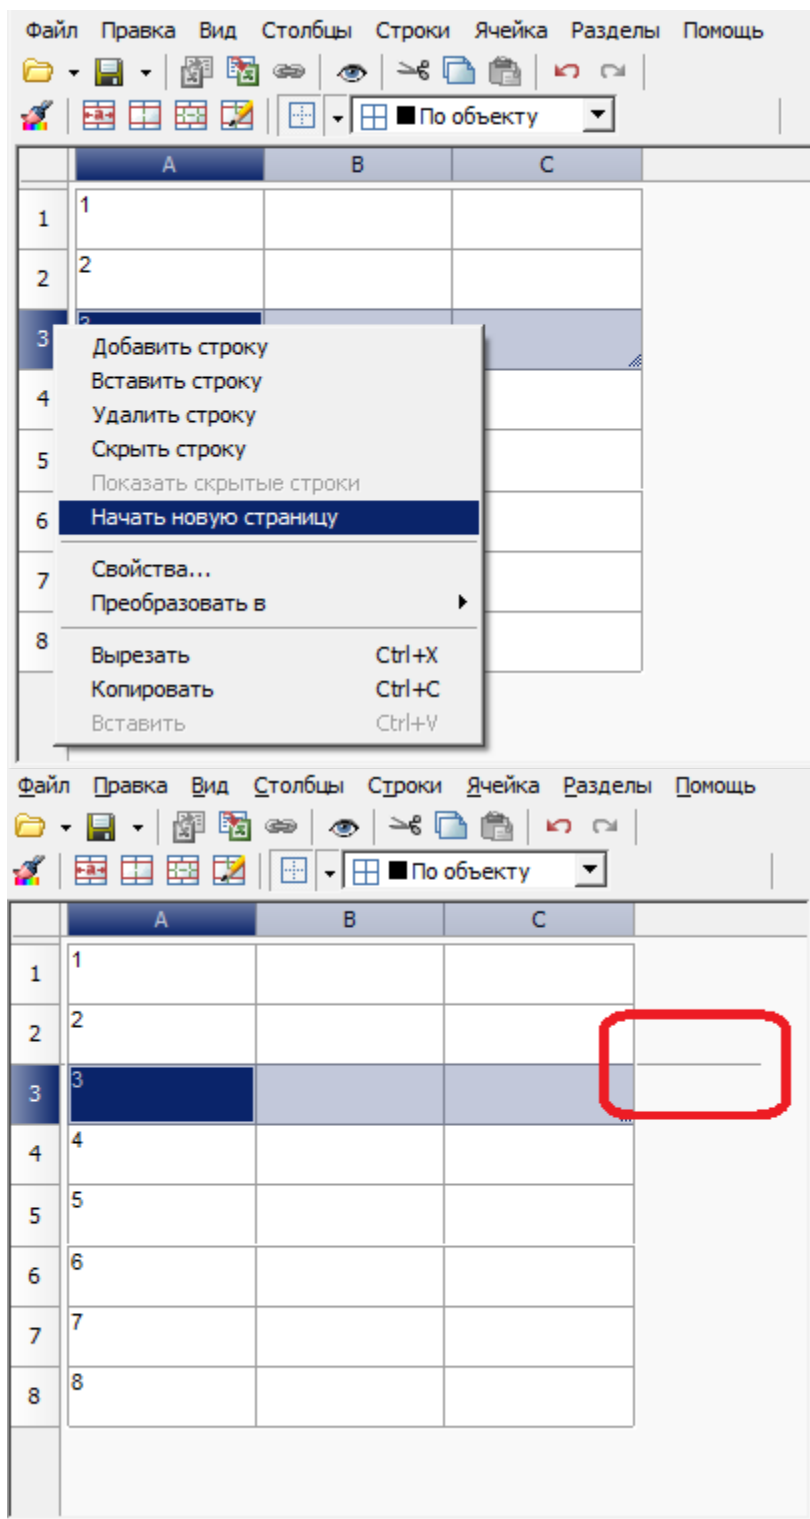 Файл Правка Вид Столбцы Строки Ячейка Разделы Помощь
По объекту
A B C
1 1
2 2
3 3
Добавить строку
Вставить строку
4
Удалить строку
Скрыть строку
5
Показать скрытые строки
6 Начать новую страницу
Свойства...
7
Преобразовать в
8
Вырезать Ctrl+X
Копировать Ctrl+C
Вставить Ctrl+V
Файл Правка Вид Столбцы Строки Ячейка Разделы Помощь
a
По объекту
A B C
1 1
2 2
3 3
4 4
5 5
6 6
7 7
8 8